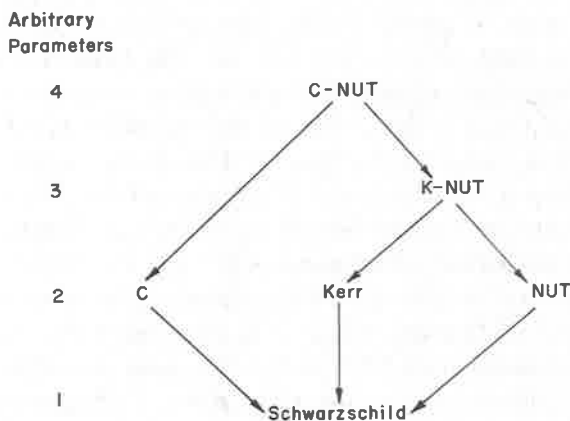 Arbitrary
Parameters
4 C-NUT
3 K-NUT
2 C Kerr NUT
1 Schwarzschild